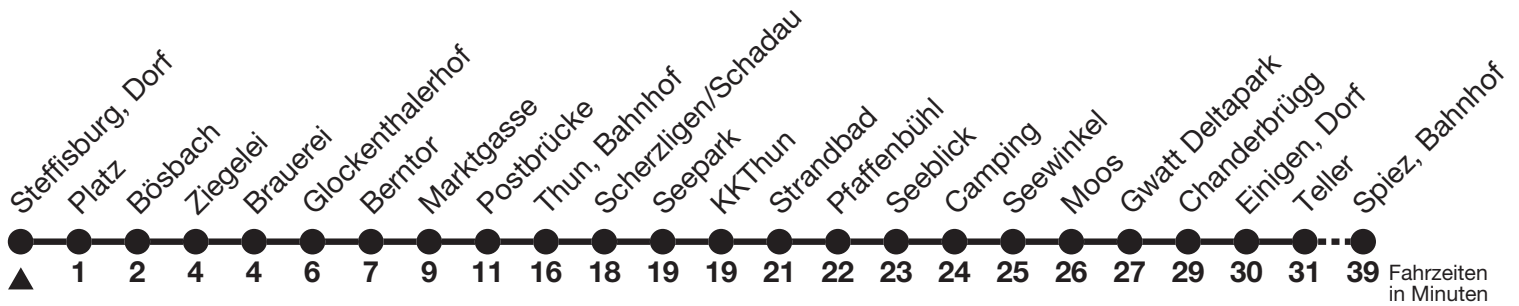 Steffisburg, Dorf
Platz
Bösbach
Ziegelei
Brauerei
Glockenthalerhof
Berntor
Marktgasse
Postbrücke
Thun, Bahnhof
Scherzligen/Schadau
Seepark
KKThun
Strandbad
Pfaffenbühl
Seeblick
Camping
Seewinkel
Moos
Gwatt Deltapark
Chanderbrügg
Einigen, Dorf
Teller
Spiez, Bahnhof
1 2 4 4 6 7 9 11 16 18 19 19 21 22 23 24 25 26 27 29 30 31 39 Fahrzeiten
in Minuten